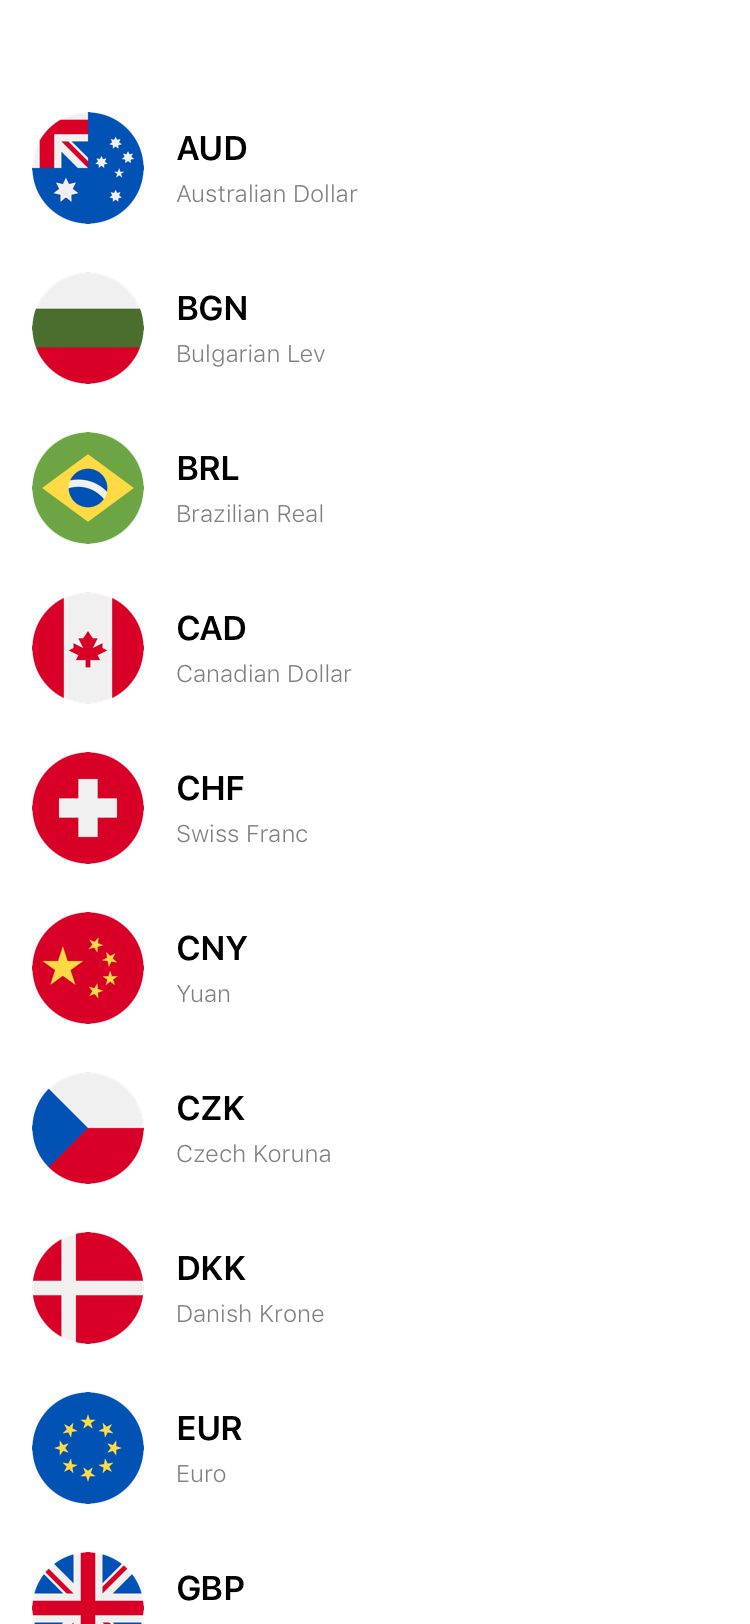 AUD
Australian Dollar
BGN
Bulgarian Lev
BRL
Brazilian Real
CAD
Canadian Dollar
CHF
Swiss Franc
CNY
Yuan
CZK
Czech Koruna
DKK
Danish Krone
EUR
Euro
GBP